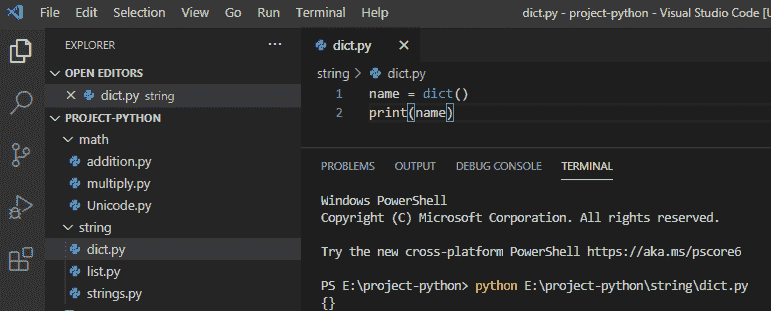 File Edit Selection View Go Run Terminal Help dict.py - project-python - Visual Studio Code [U
EXPLORER ...
OPEN EDITORS
dict.py string
PROJECT-PYTHON
math
addition.py
multiply.py
Unicode.py
string
dict.py
list.py
strings.py
dict.py
string > dict.py
1 name = dict()
2 print(name)
PROBLEMS OUTPUT DEBUG CONSOLE TERMINAL
Windows PowerShell
Copyright (C) Microsoft Corporation. All rights reserved.
Try the new cross-platform PowerShell https://aka.ms/pscore6
PS E:\project-python> python E:\project-python\string\dict.py
{}